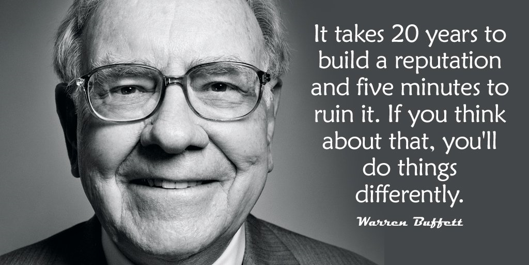 It takes 20 years to
build a reputation
and five minutes to
ruin it. If you think
about that, you'll
do things
differently.
Warren Buffett